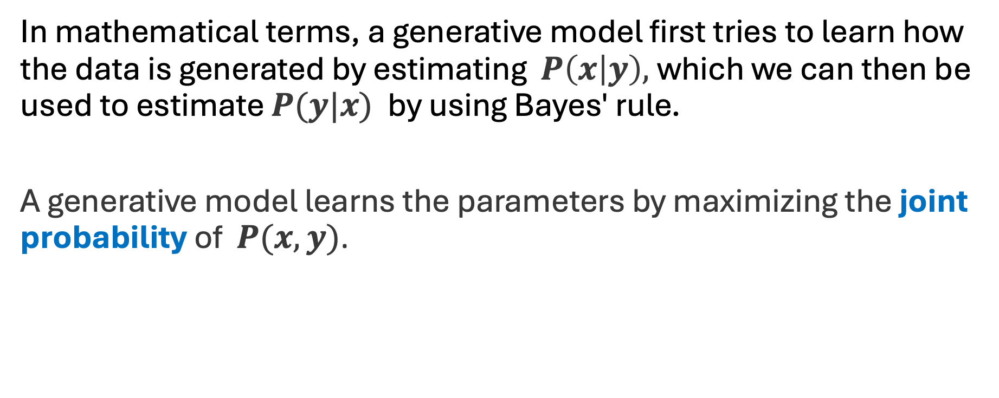 In mathematical terms, a generative model first tries to learn how
the data is generated by estimating P(x|y), which we can then be
used to estimate P(y|x) by using Bayes' rule.
A generative model learns the parameters by maximizing the joint
probability of P(x, y).